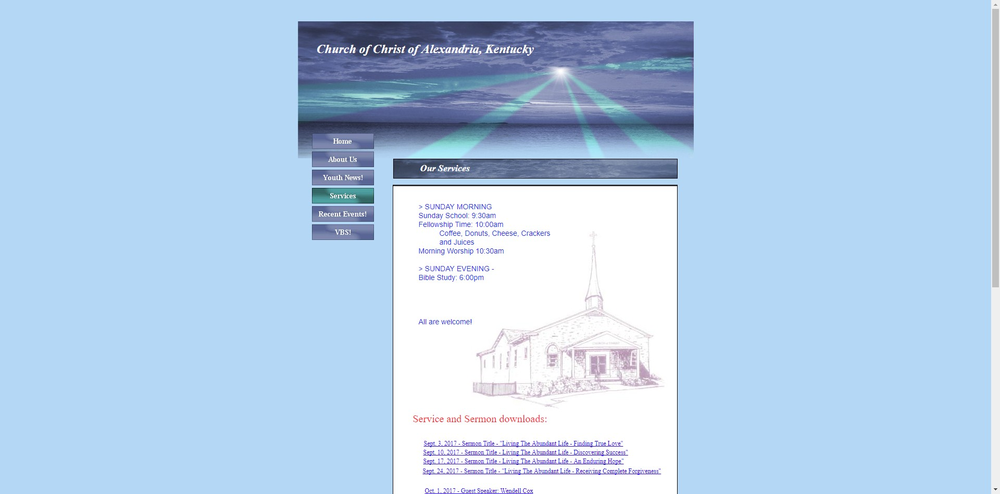 Church of Christ of Alexandria, Kentucky
Home
About Us
Youth News!
Services
Recent Events!
VBS!
Our Services
> SUNDAY MORNING
Sunday School: 9:30am
Fellowship Time: 10:00am
Coffee, Donuts, Cheese, Crackers
and Juices
Morning Worship 10:30am
> SUNDAY EVENING -
Bible Study: 6:00pm
All are welcome!
CHURCH of CHRIST
Service and Sermon downloads:
Sept. 3, 2017 - Sermon Title - "Living The Abundant Life - Finding True Love"
Sept. 10, 2017 - Sermon Title - Living The Abundant Life - Discovering Success"
Sept. 17, 2017 - Sermon Title - Living The Abundant Life - An Enduring Hope"
Sept. 24, 2017 - Sermon Title - "Living The Abundant Life - Receiving Complete Forgiveness"
Oct. 1, 2017 - Guest Speaker: Wendell Cox